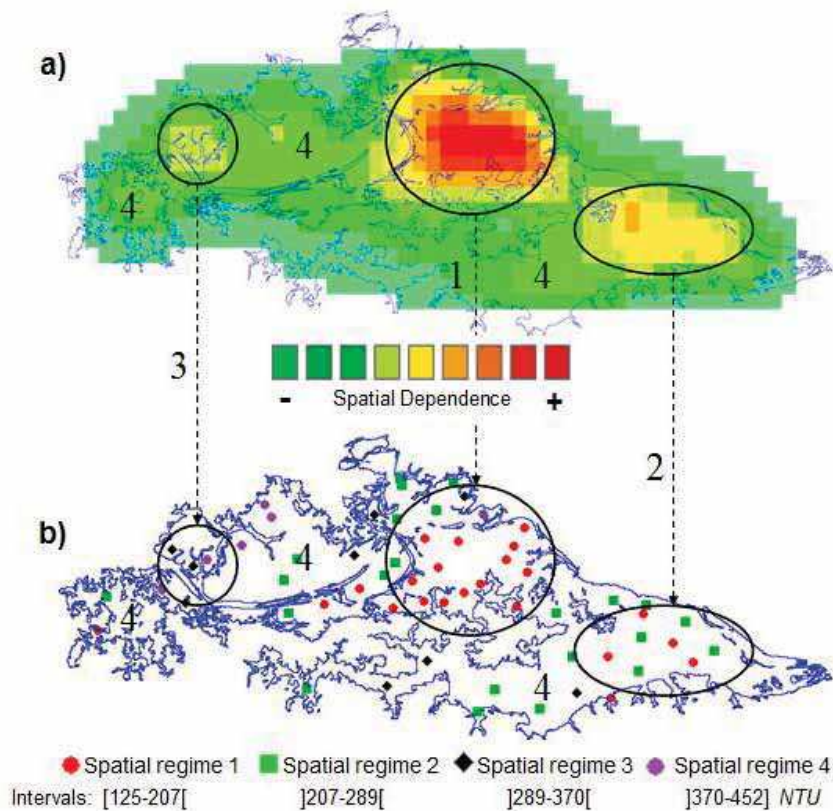 a)
4
4
1
4
3
- Spatial Dependence +
2
b)
4
4
4
Spatial regime 1 Spatial regime 2 Spatial regime 3 Spatial regime 4
Intervals: [125-207[ ]207-289[ ]289-370[ ]370-452] NTU